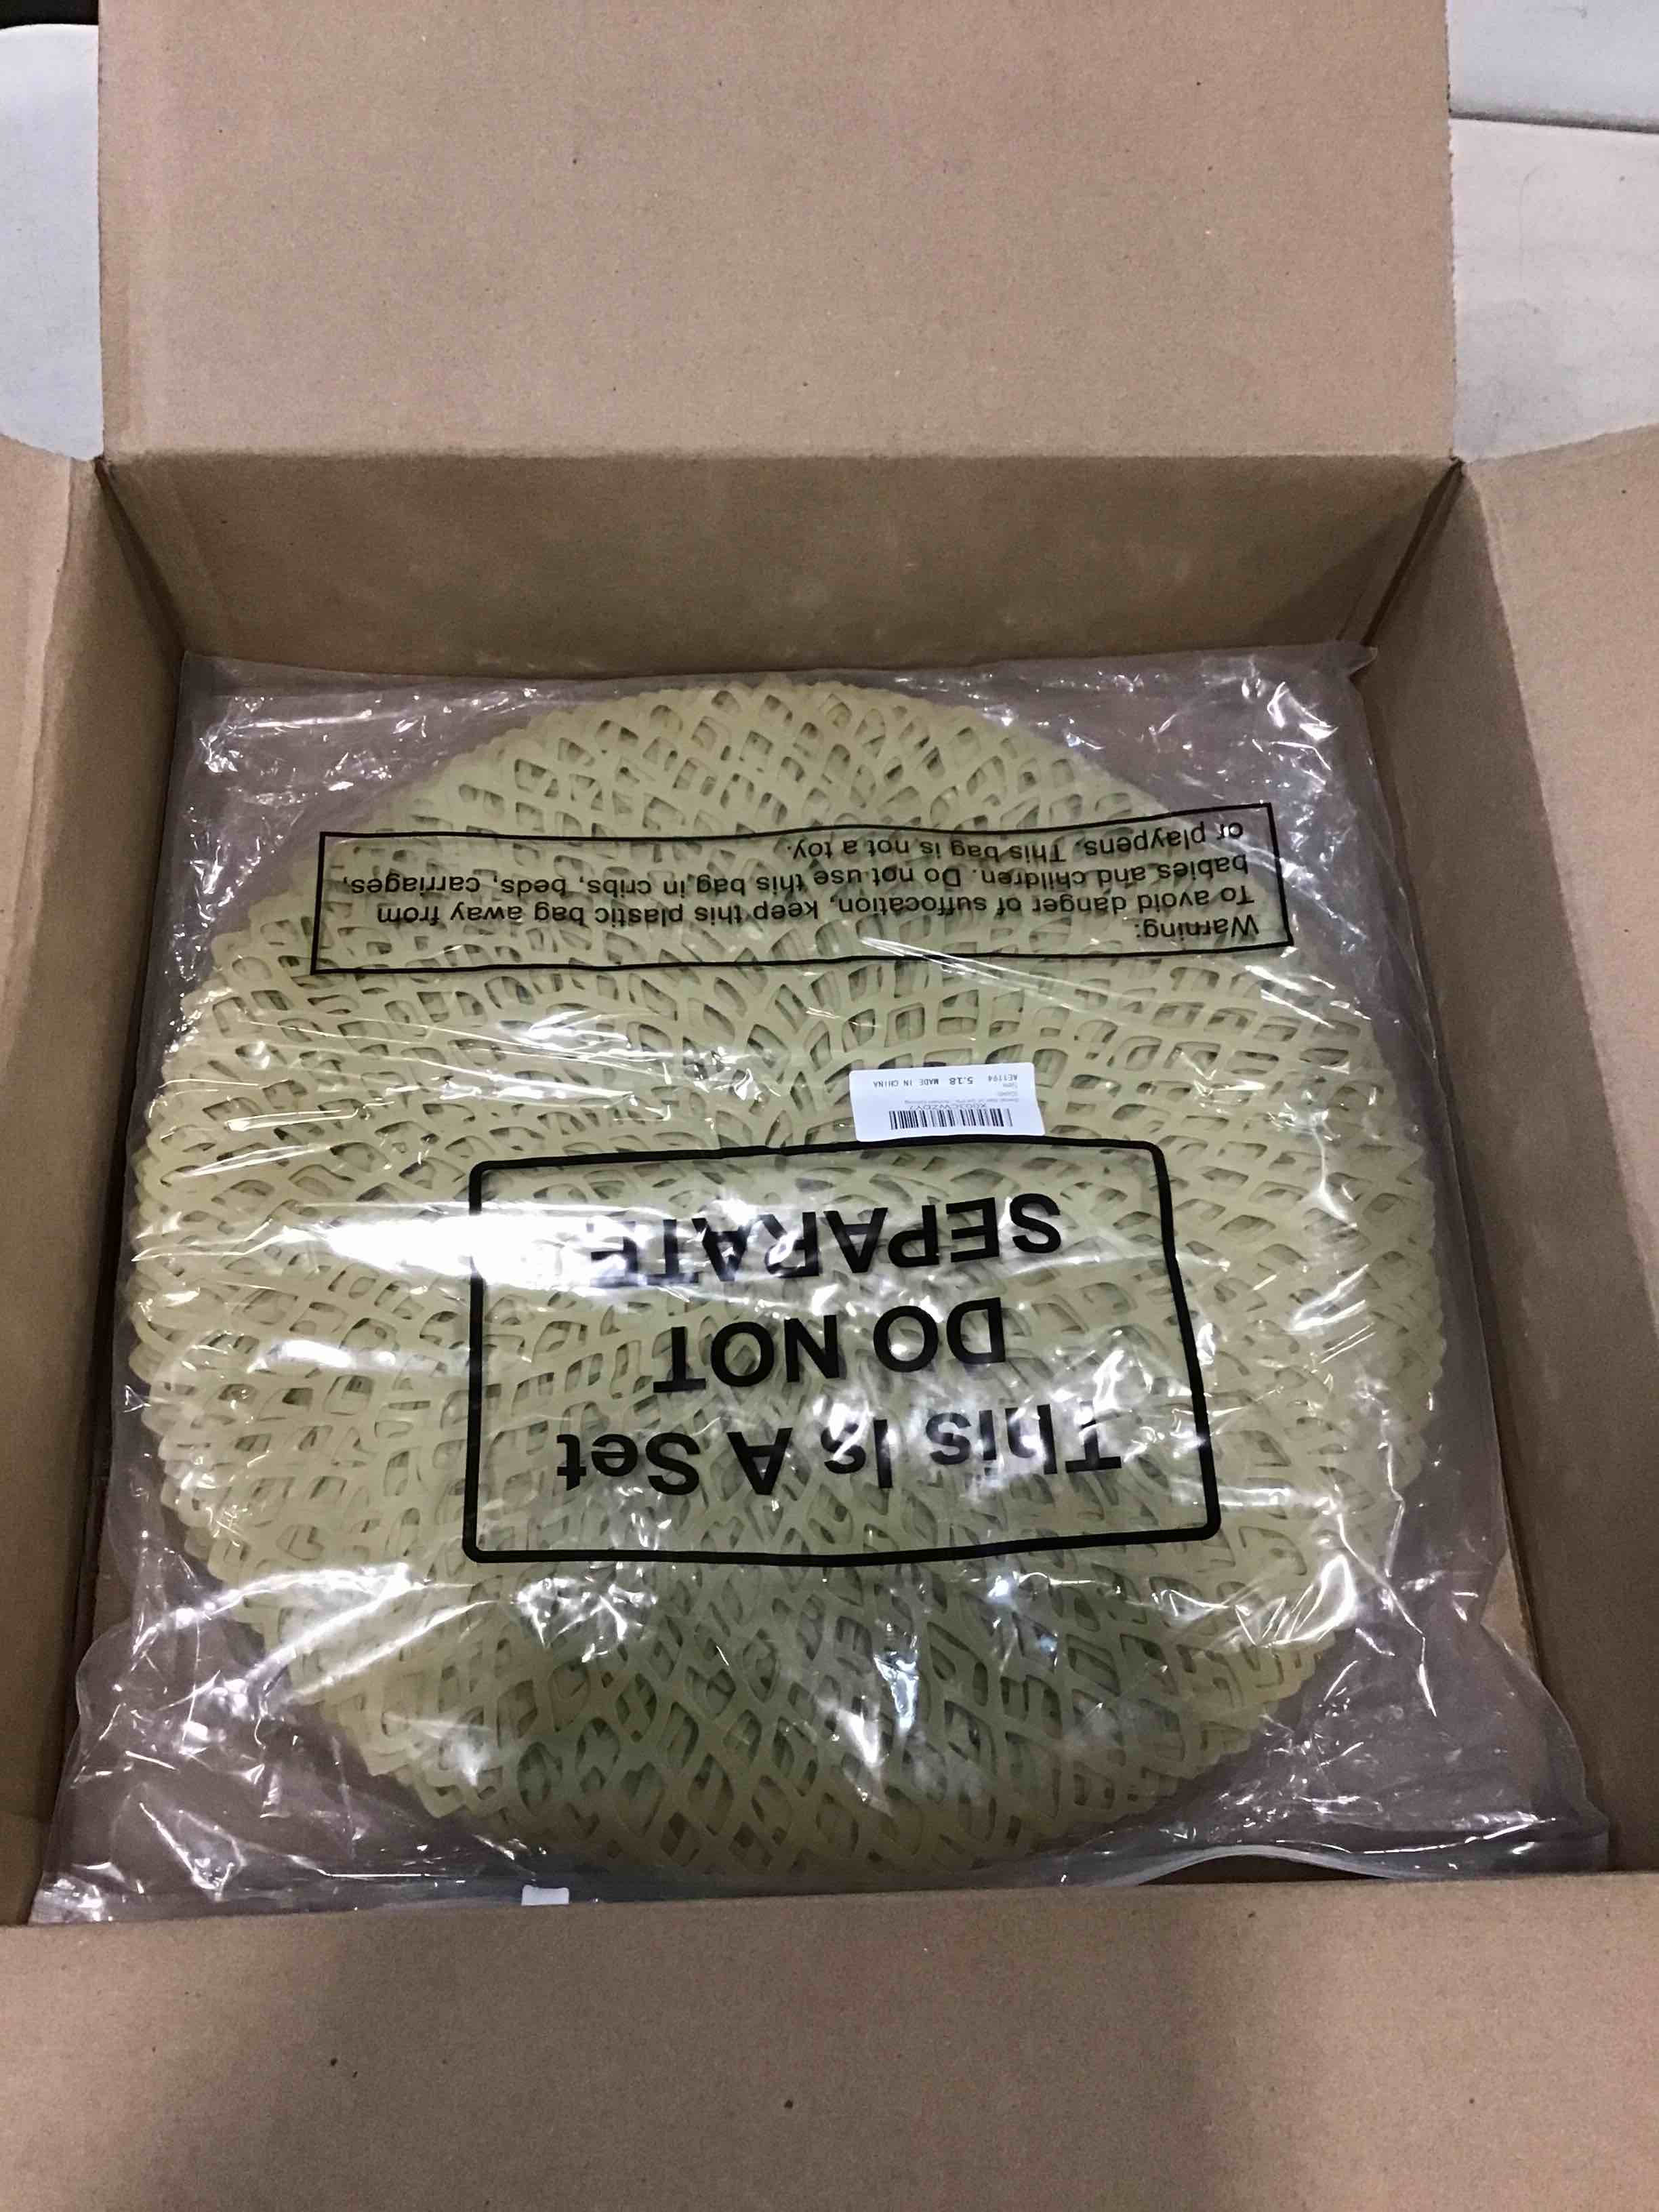 This Is A Set
DO NOT
SEPARATE
AE1194 5.18 MADE IN CHINA
Warning:
To avoid danger of suffocation, keep this plastic bag away from
babies and children. Do not use this bag in cribs, beds, carriages,
or playpens. This bag is not a toy.